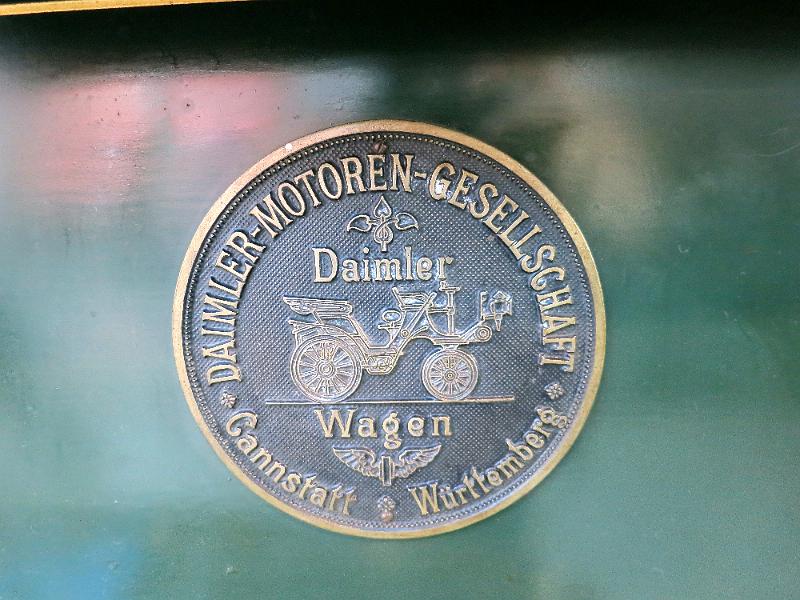 DAIMLER-MOTOREN-GESELLSCHAFT
Daimler
Wagen
Cannstatt Württemberg